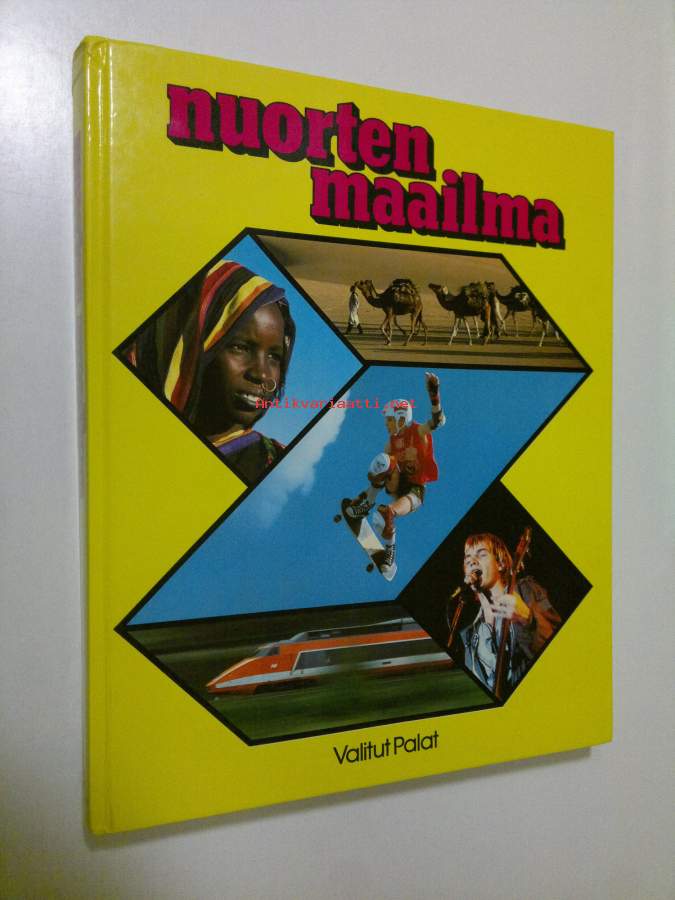 nuorten
maailma
Antikvariaatti.net
Valitut Palat